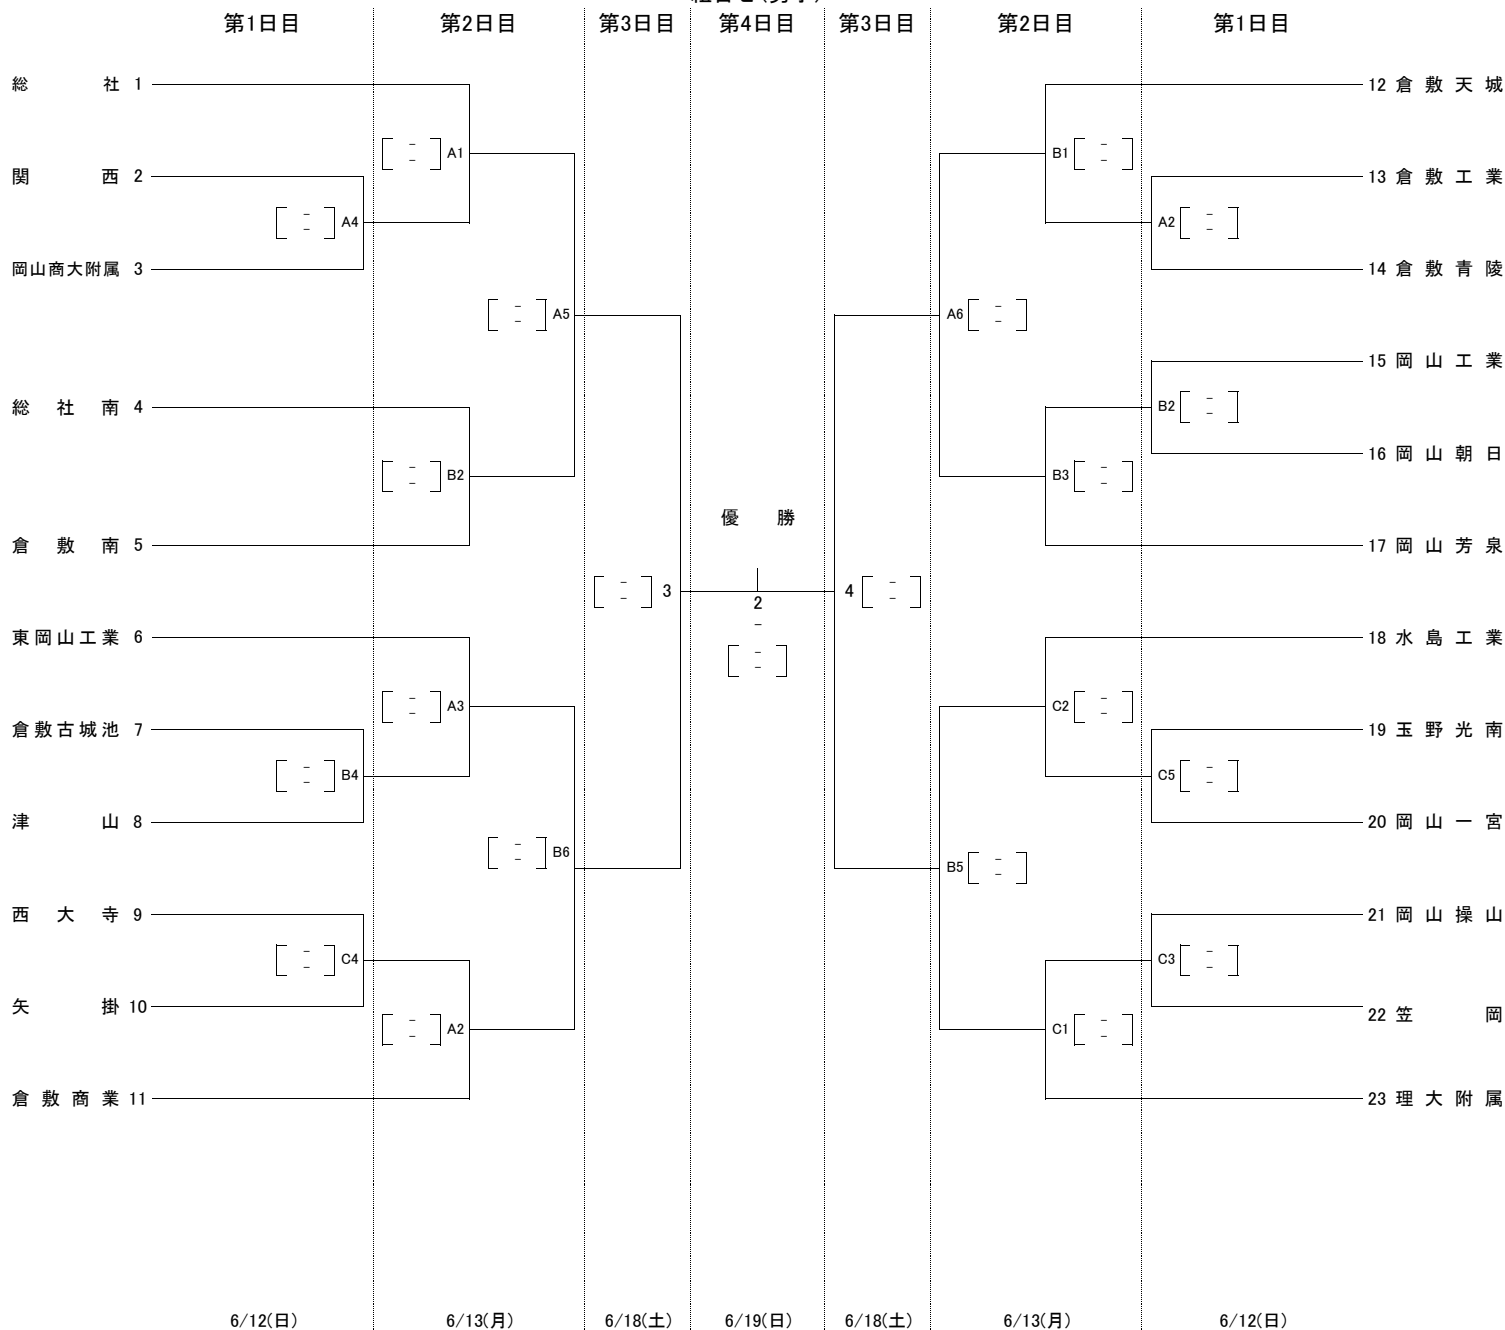 第1日目 第2日目 第3日目 第4日目 第3日目 第2日目 第1日目
総社 1
12 倉敷天城
[ - - ] A1
B1 [ - - ]
関西 2
13 倉敷工業
[ - - ] A4
A2 [ - - ]
岡山商大附属 3
14 倉敷青陵
[ - - ] A5
A6 [ - - ]
15 岡山工業
総社南 4
B2 [ - - ]
16 岡山朝日
[ - - ] B2
B3 [ - - ]
優勝
倉敷南 5
17 岡山芳泉
[ - - ] 3
2
-
[ - - ]
4 [ - - ]
東岡山工業 6
18 水島工業
[ - - ] A3
C2 [ - - ]
倉敷古城池 7
19 玉野光南
[ - - ] B4
C5 [ - - ]
津山 8
20 岡山一宮
[ - - ] B6
B5 [ - - ]
西大寺 9
21 岡山操山
[ - - ] C4
C3 [ - - ]
矢掛 10
22 笠岡
[ - - ] A2
C1 [ - - ]
倉敷商業 11
23 理大附属
6/12(日) 6/13(月) 6/18(土) 6/19(日) 6/18(土) 6/13(月) 6/12(日)